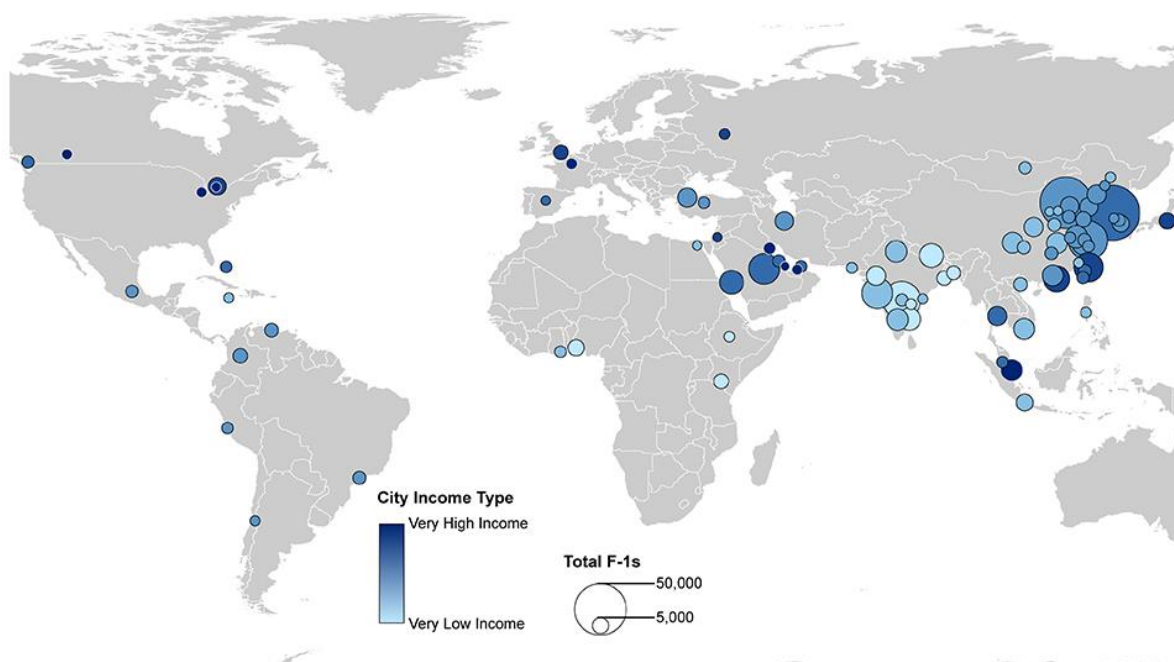 City Income Type
Very High Income
Very Low Income
Total F-1s
50,000
5,000